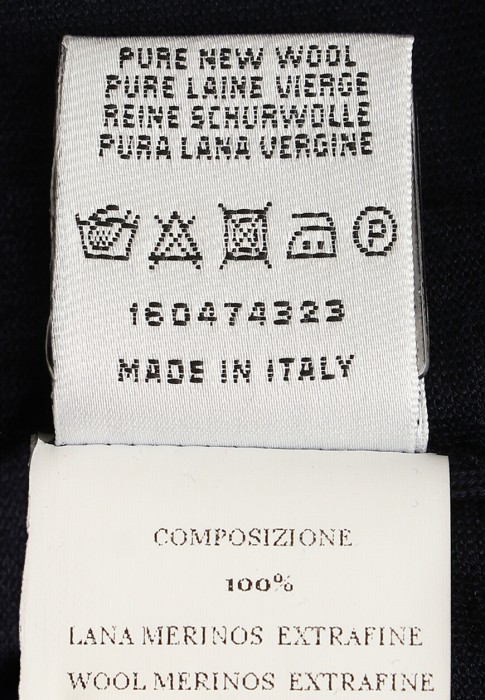 PURE NEW WOOL
PURE LAINE VIERGE
REINE SCHURWOLLE
PURA LANA VERGINE
P
160474323
MADE IN ITALY
COMPOSIZIONE
100%
LANA MERINOS EXTRAFINE
WOOL MERINOS EXTRAFINE